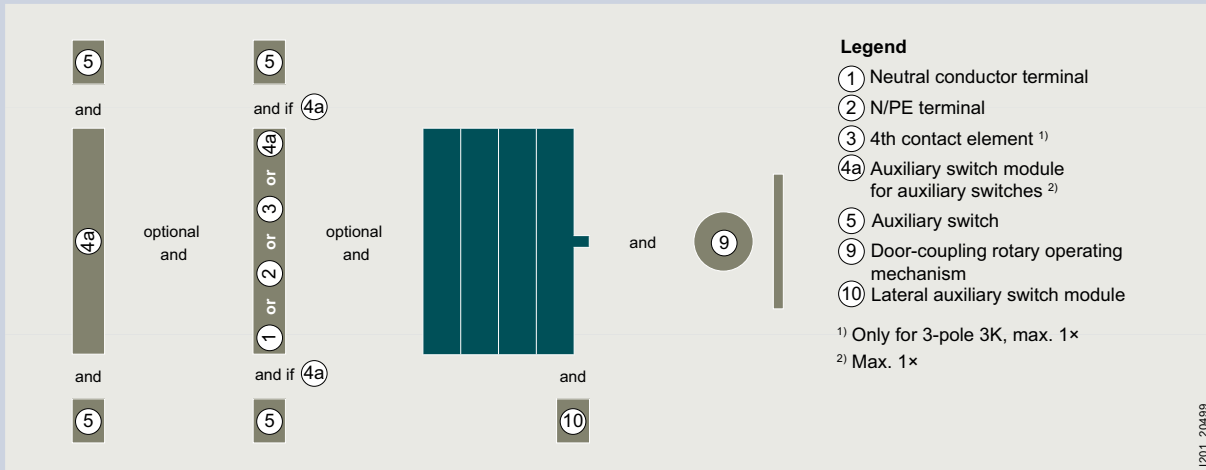 5
and
4a
and
5
optional
and
5
and if 4a
1 or 2 or 3 or 4a
and if 4a
5
optional
and
and
10
and
9
Legend
1 Neutral conductor terminal
2 N/PE terminal
3 4th contact element 1)
4a Auxiliary switch module
for auxiliary switches 2)
5 Auxiliary switch
9 Door-coupling rotary operating
mechanism
10 Lateral auxiliary switch module
1) Only for 3-pole 3K, max. 1×
2) Max. 1×
I201_20499